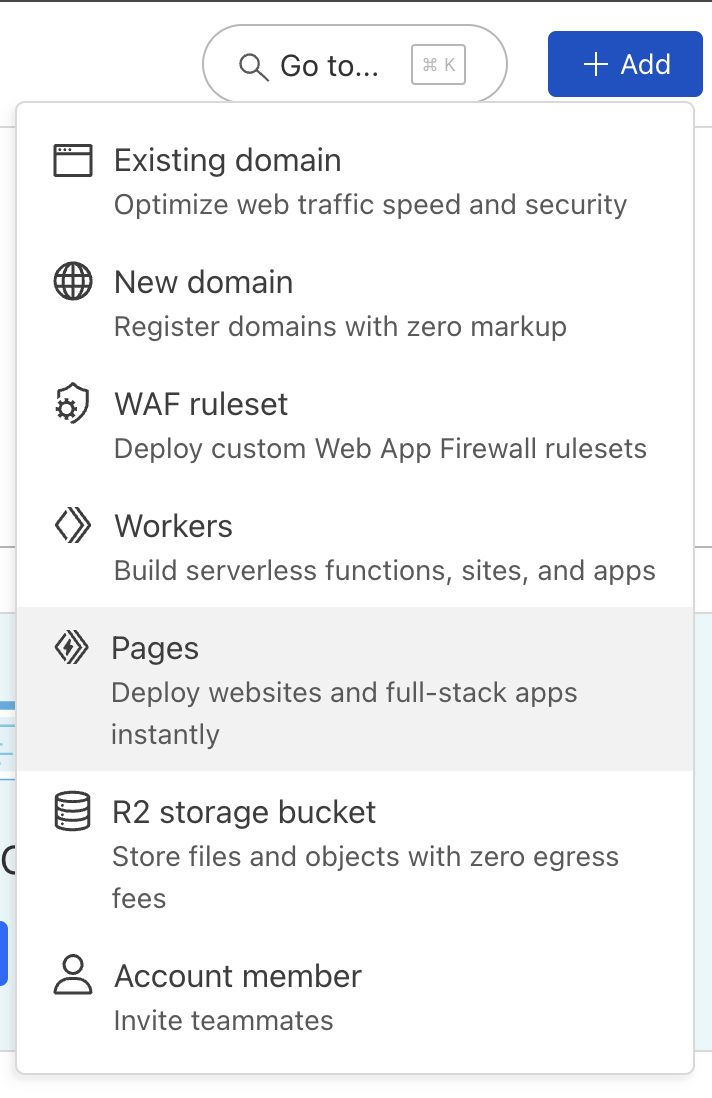 Go to...
⌘ K
+ Add
Existing domain
Optimize web traffic speed and security
New domain
Register domains with zero markup
WAF ruleset
Deploy custom Web App Firewall rulesets
Workers
Build serverless functions, sites, and apps
Pages
Deploy websites and full-stack apps
instantly
R2 storage bucket
Store files and objects with zero egress
fees
Account member
Invite teammates